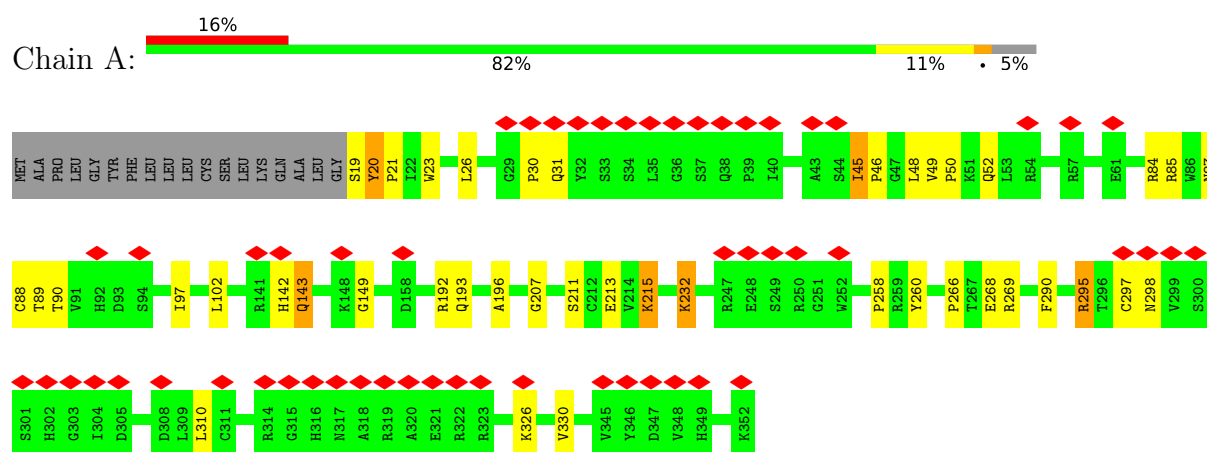 16%
Chain A:
82% 11% • 5%
MET ALA PRO LEU GLY TYR PHE LEU LEU LEU CYS SER LEU LYS GLN ALA LEU GLY S19 Y20 P21 I22 W23 L26 G29 P30 Q31 Y32 S33 S34 L35 G36 S37 Q38 P39 I40 A43 S44 I45 P46 G47 L48 V49 P50 K51 Q52 L53 R54 R57 E61 R84 R85 W86
C88 T89 T90 V91 H92 D93 S94 I97 L102 R141 H142 Q143 K148 G149 D158 R192 Q193 A196 G207 S211 C212 E213 V214 K215 K232 R247 E248 S249 R250 G251 W252 P258 R259 Y260 P266 T267 E268 R269 F290 R295 T296 C297 N298 V299 S300
S301 H302 G303 I304 D305 D308 L309 L310 C311 R314 G315 H316 N317 A318 R319 A320 E321 R322 R323 K326 V330 V345 Y346 D347 V348 H349 K352